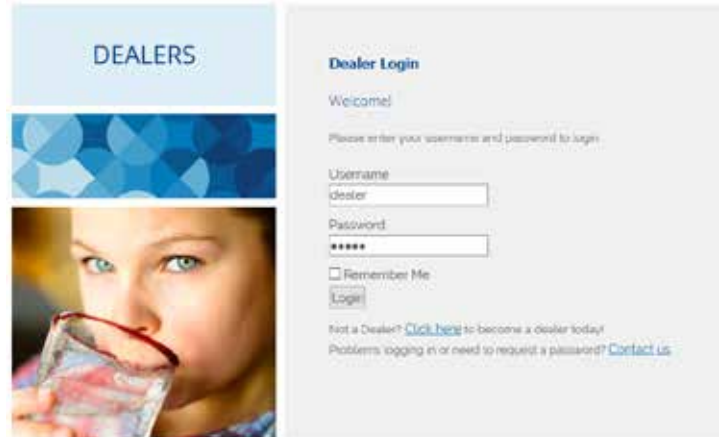 DEALERS
Dealer Login
Welcome!
Please enter your username and password to login
Username
dealer
Password
*****
Remember Me
Login
Not a Dealer? Click here to become a dealer today!
Problems logging in or need to request a password? Contact us